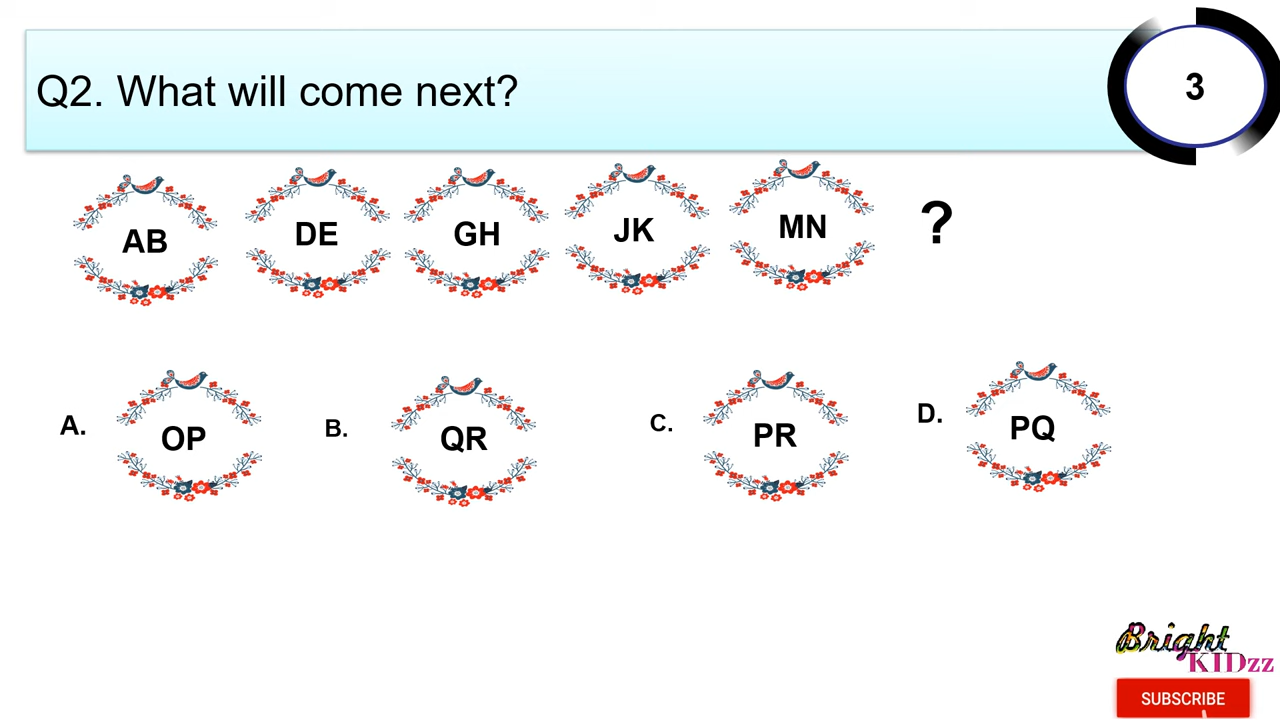 3
Q2. What will come next?
AB DE GH JK MN ?
A. OP B. QR C. PR D. PQ
Bright
KIDzz
SUBSCRIBE